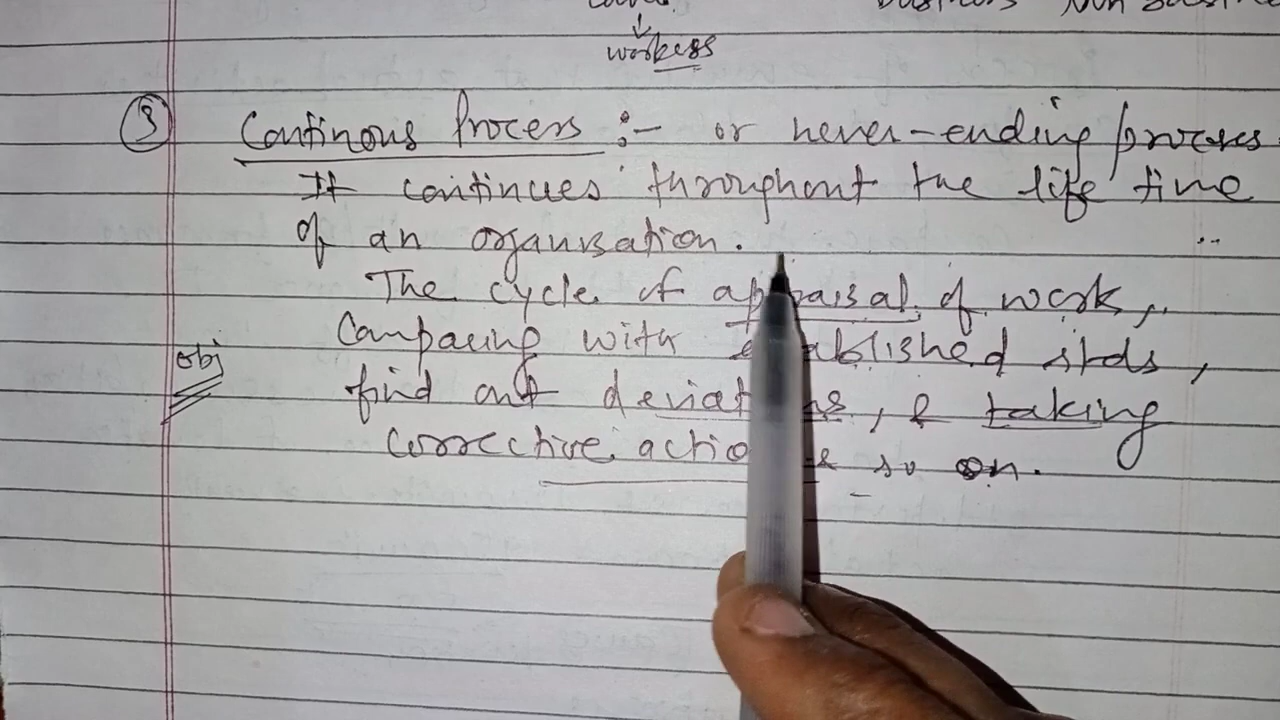 ↓
workers
③ Continous Process :- or never-ending process
It continues throughout the life time
of an organisation.
The cycle of appraisal of work,
Comparing with established stds,
obj
find out deviations, & taking
corrective action & so on.